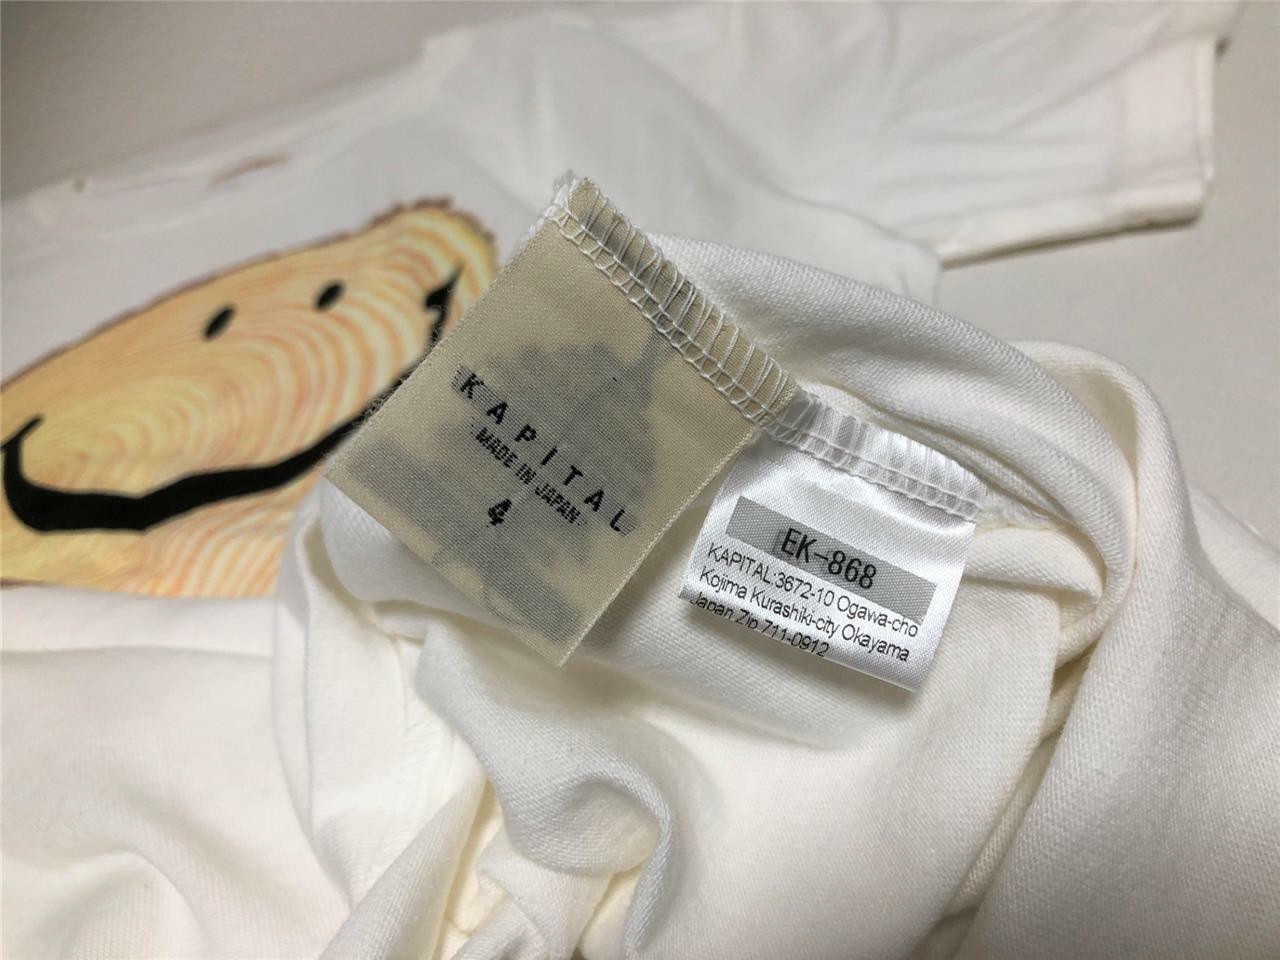 KAPITAL
MADE IN JAPAN
4
EK-868
KAPITAL:3672-10 Ogawa-cho
Kojima Kurashiki-city Okayama
Japan Zip 711-0912